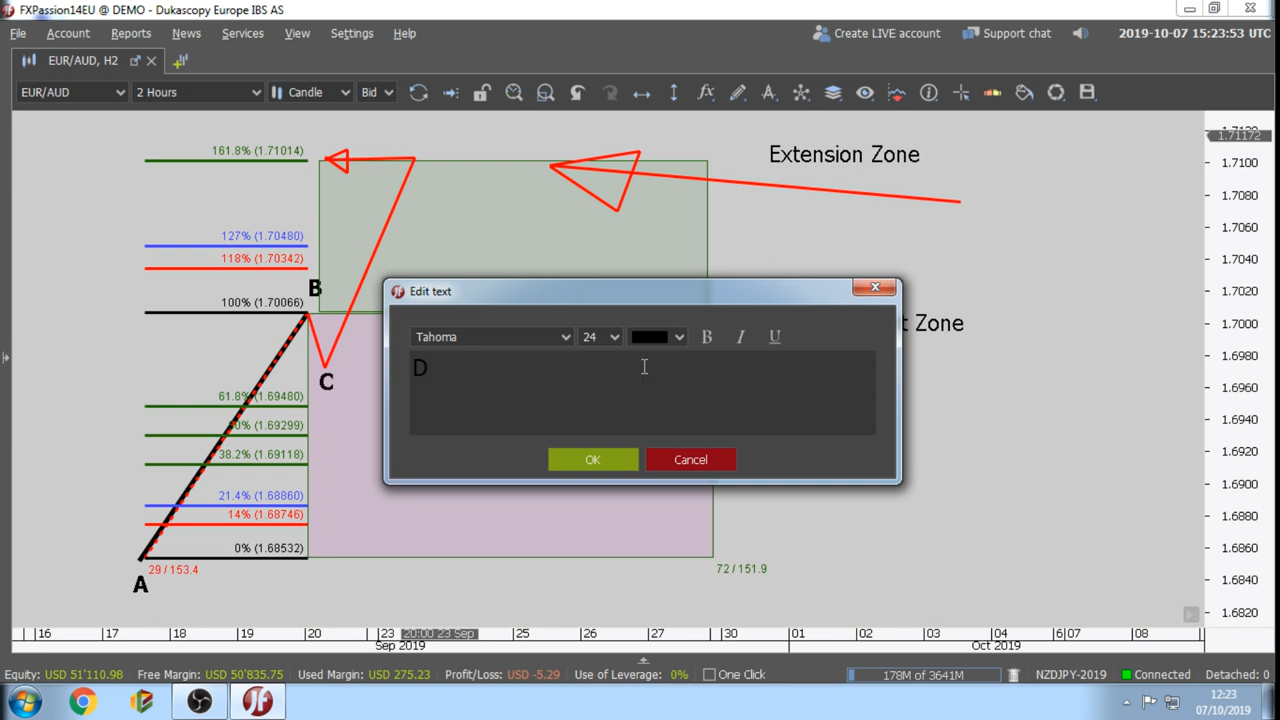 FXPassion14EU @ DEMO - Dukascopy Europe IBS AS
File Account Reports News Services View Settings Help
Create LIVE account Support chat 2019-10-07 15:23:53 UTC
EUR/AUD, H2
EUR/AUD 2 Hours Candle Bid
1.71172
161.8% (1.71014)
Extension Zone
1.7100
1.7080
1.7060
127% (1.70480)
118% (1.70342)
1.7040
B
100% (1.70066)
1.7020
Edit text
Zone
1.7000
Tahoma 24 B I U
D
1.6980
C
1.6960
61.8% (1.69480)
1.6940
(1.69299)
1.6920
38.2% (1.69118)
OK Cancel
1.6900
21.4% (1.68860)
1.6880
14% (1.68746)
1.6860
0% (1.68532)
29 / 153.4
72 / 151.9
A
1.6840
1.6820
16 17 18 19 20 23 20:00 23 Sep 25 26 27 30 01 02 03 04 07 08
Sep 2019 Oct 2019
Equity: USD 51'110.98 Free Margin: USD 50'835.75 Used Margin: USD 275.23 Profit/Loss: USD -5.29 Use of Leverage: 0% One Click 178M of 3641M NZDJPY-2019 Connected Detached: 0
12:23
07/10/2019